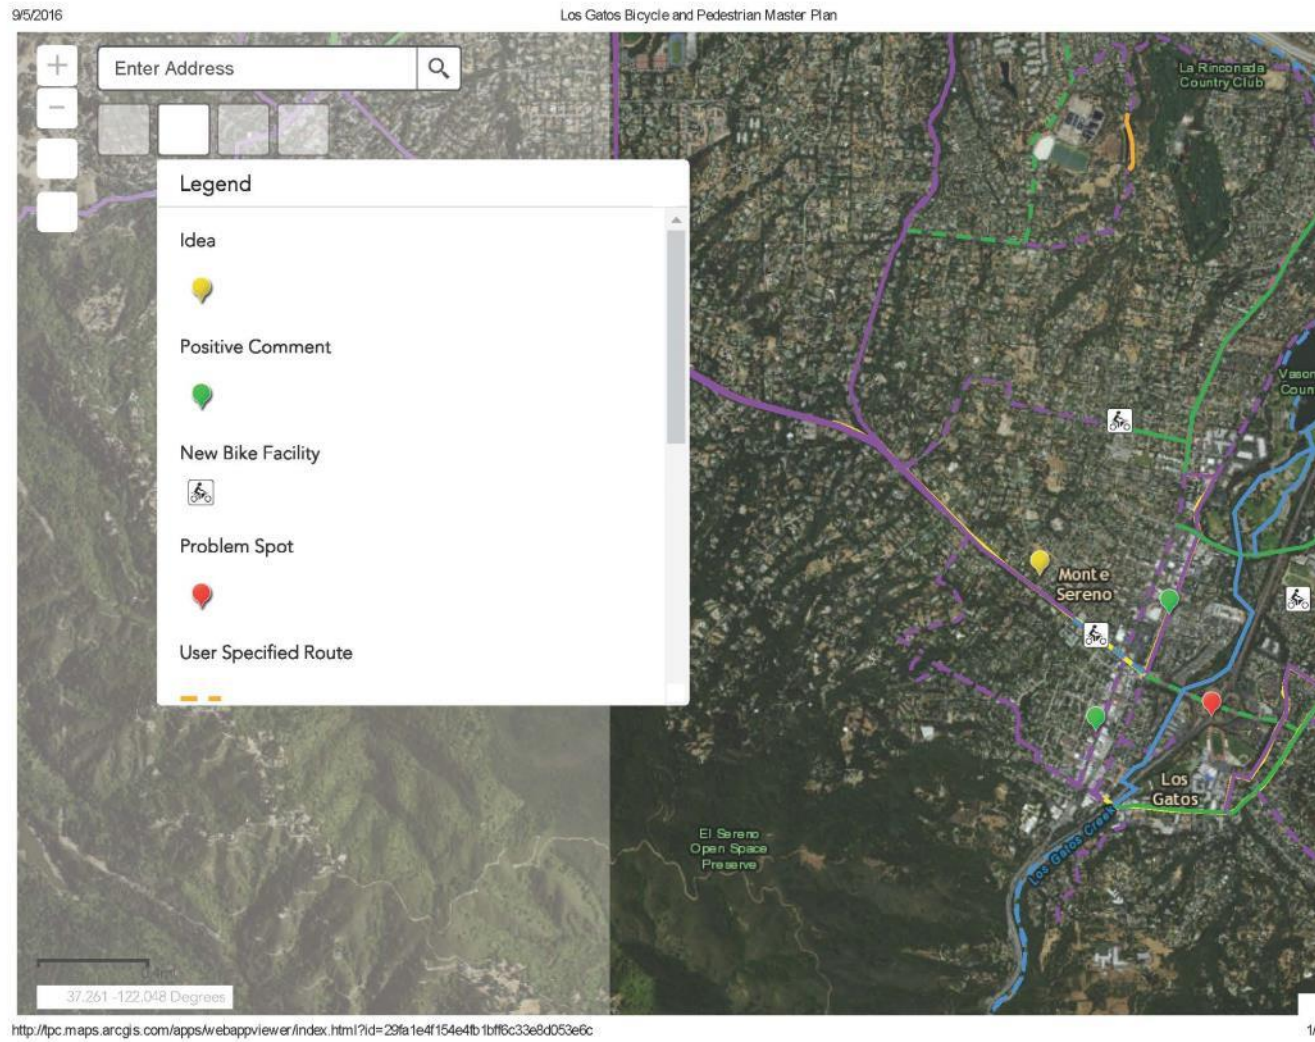 9/5/2016
Los Gatos Bicycle and Pedestrian Master Plan
Enter Address
Legend
Idea
Positive Comment
New Bike Facility
Problem Spot
User Specified Route
La Rinconada
Country Club
Monte
Sereno
Los
Gatos
Los Gatos Creek
El Sereno
Open Space
Preserve
37.261 -122.048 Degrees
http://tpc.maps.arcgis.com/apps/webappviewer/index.html?id=29fa1e4f154e4fb1bff6c33e8d053e6c
1/